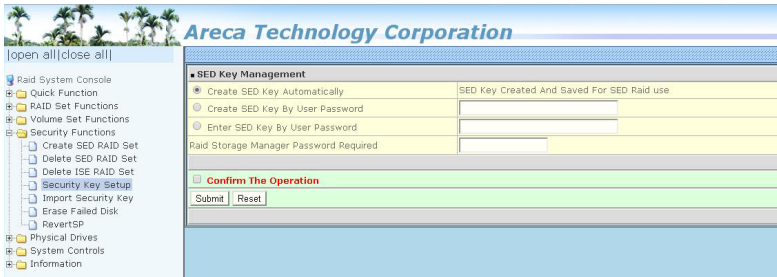 Areca Technology Corporation
|open all|close all|
Raid System Console
Quick Function
RAID Set Functions
Volume Set Functions
Security Functions
Create SED RAID Set
Delete SED RAID Set
Delete ISE RAID Set
Security Key Setup
Import Security Key
Erase Failed Disk
RevertSP
Physical Drives
System Controls
Information
SED Key Management
Create SED Key Automatically SED Key Created And Saved For SED Raid use
Create SED Key By User Password
Enter SED Key By User Password
Raid Storage Manager Password Required
Confirm The Operation
Submit Reset